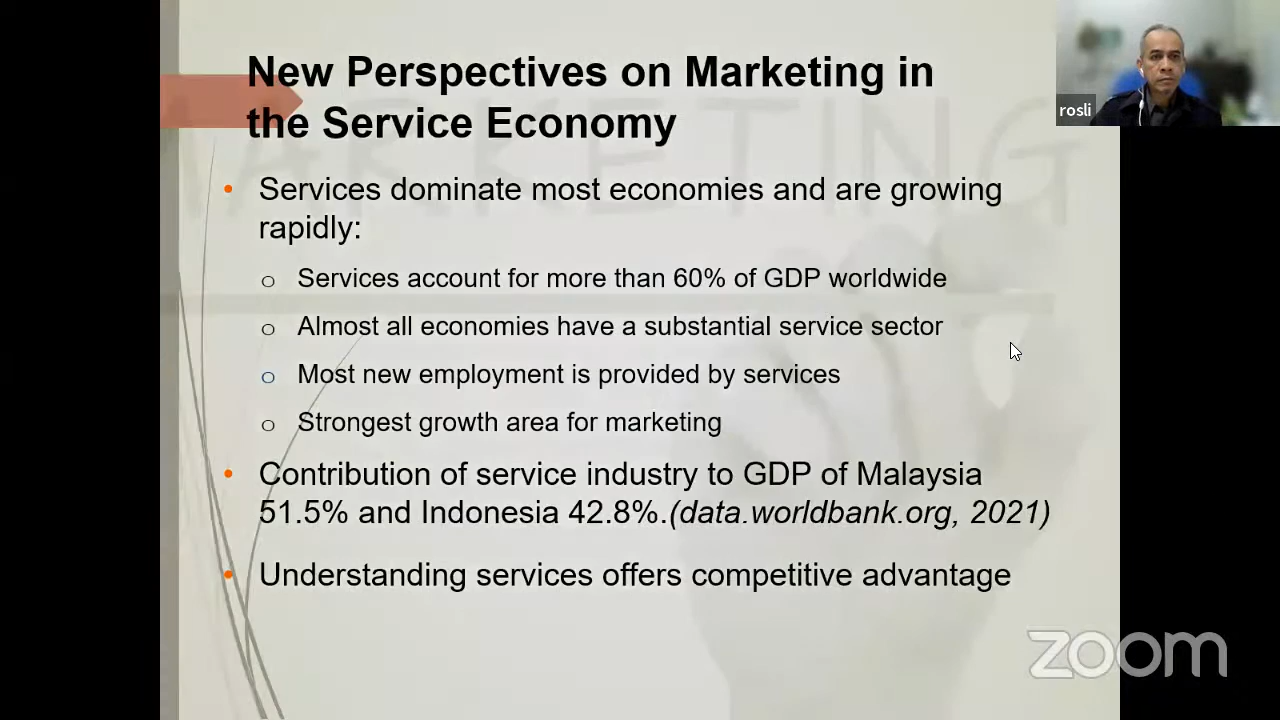 New Perspectives on Marketing in
the Service Economy
rosli
• Services dominate most economies and are growing
rapidly:
o Services account for more than 60% of GDP worldwide
o Almost all economies have a substantial service sector
o Most new employment is provided by services
o Strongest growth area for marketing
• Contribution of service industry to GDP of Malaysia
51.5% and Indonesia 42.8%.(data.worldbank.org, 2021)
• Understanding services offers competitive advantage
MARKETING
zoom